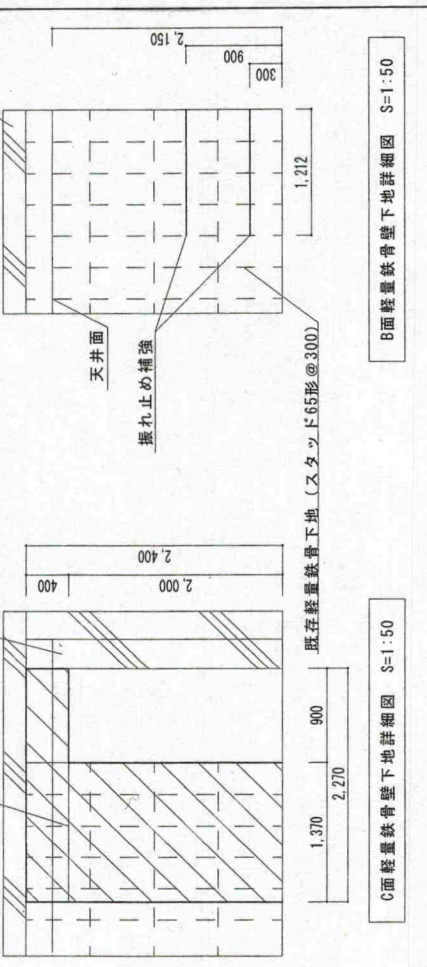 2,150
900
300
1,212
天井面
振れ止め補強
既存軽量鉄骨下地(スタッド65形@300)
B面軽量鉄骨壁下地詳細図 S=1:50
400
2,000
2,400
1,370
900
2,270
C面軽量鉄骨壁下地詳細図 S=1:50